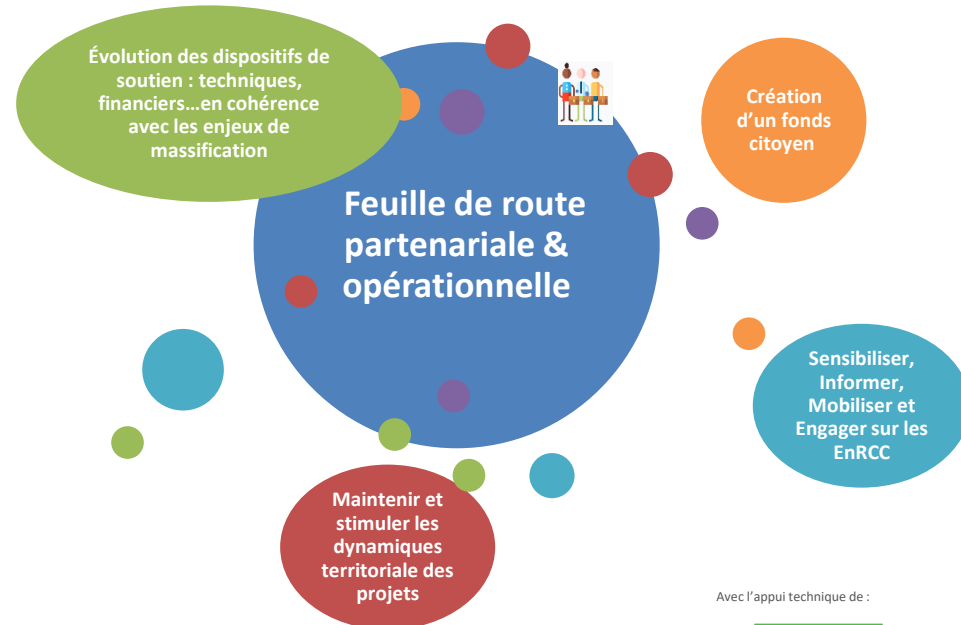 Évolution des dispositifs de
soutien : techniques,
financiers…en cohérence
avec les enjeux de
massification
Création
d’un fonds
citoyen
Feuille de route
partenariale &
opérationnelle
Sensibiliser,
Informer,
Mobiliser et
Engager sur les
EnRCC
Maintenir et
stimuler les
dynamiques
territoriale des
projets
Avec l’appui technique de :